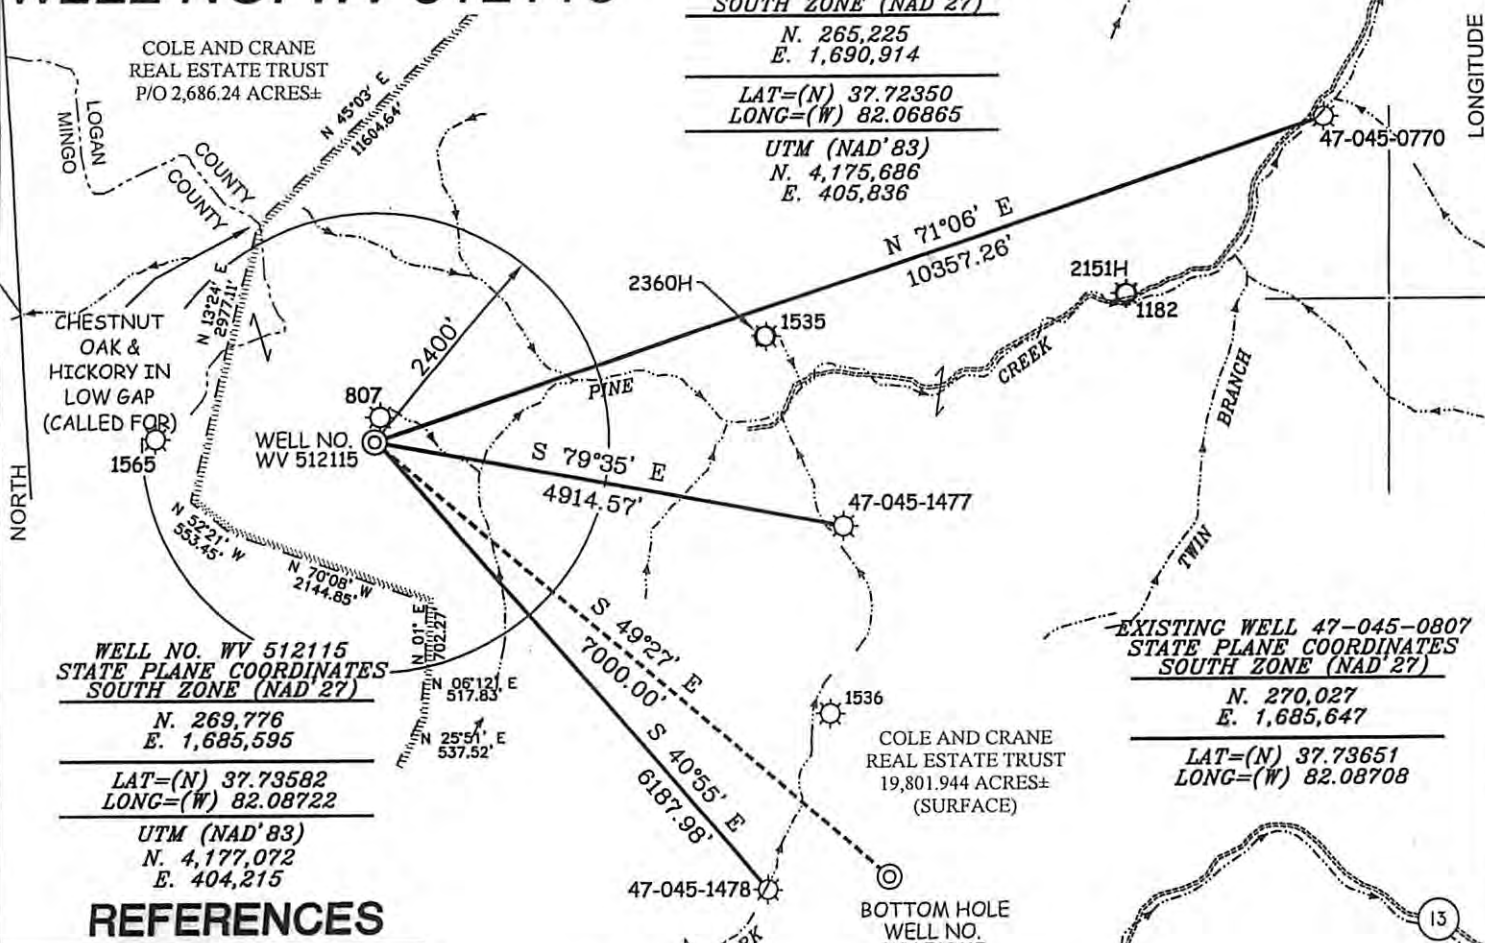 SOUTH ZONE (NAD'27)
N. 265,225
E. 1,690,914
LAT=(N) 37.72350
LONG=(W) 82.06865
UTM (NAD'83)
N. 4,175,686
E. 405,836
LONGITUDE
COLE AND CRANE
REAL ESTATE TRUST
P/O 2,686.24 ACRES±
LOGAN
MINGO
COUNTY
COUNTY
N 45°03' E
11604.64'
47-045-0770
N 71°06' E
10357.26'
2151H
1182
2360H
1535
N 13°24' E
2977.11'
2400'
CHESTNUT
OAK &
HICKORY IN
LOW GAP
(CALLED FOR)
1565
807
PINE
CREEK
WELL NO.
WV 512115
S 79°35' E
4914.57'
47-045-1477
NORTH
N 52°21' W
553.45'
N 70°08' W
2144.85'
BRANCH
TWIN
N 01° E
702.27'
N 06°12' E
517.83'
N 25°51' E
537.52'
S 49°27' E
7000.00'
S 40°55' E
6187.98'
1536
WELL NO. WV 512115
STATE PLANE COORDINATES
SOUTH ZONE (NAD'27)
N. 269,776
E. 1,685,595
LAT=(N) 37.73582
LONG=(W) 82.08722
UTM (NAD'83)
N. 4,177,072
E. 404,215
EXISTING WELL 47-045-0807
STATE PLANE COORDINATES
SOUTH ZONE (NAD'27)
N. 270,027
E. 1,685,647
LAT=(N) 37.73651
LONG=(W) 82.08708
COLE AND CRANE
REAL ESTATE TRUST
19,801.944 ACRES±
(SURFACE)
47-045-1478
BOTTOM HOLE
WELL NO.
13
REFERENCES